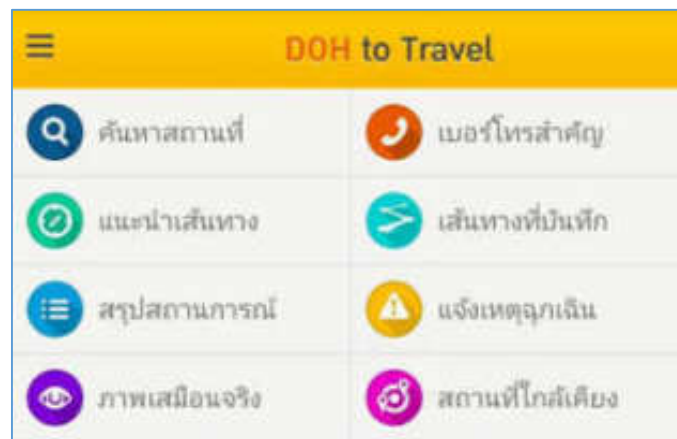 DOH to Travel
ค้นหาสถานที่
เบอร์โทรสำคัญ
แนะนำเส้นทาง
เส้นทางที่บันทึก
สรุปสถานการณ์
แจ้งเหตุฉุกเฉิน
ภาพเสมือนจริง
สถานที่ใกล้เคียง